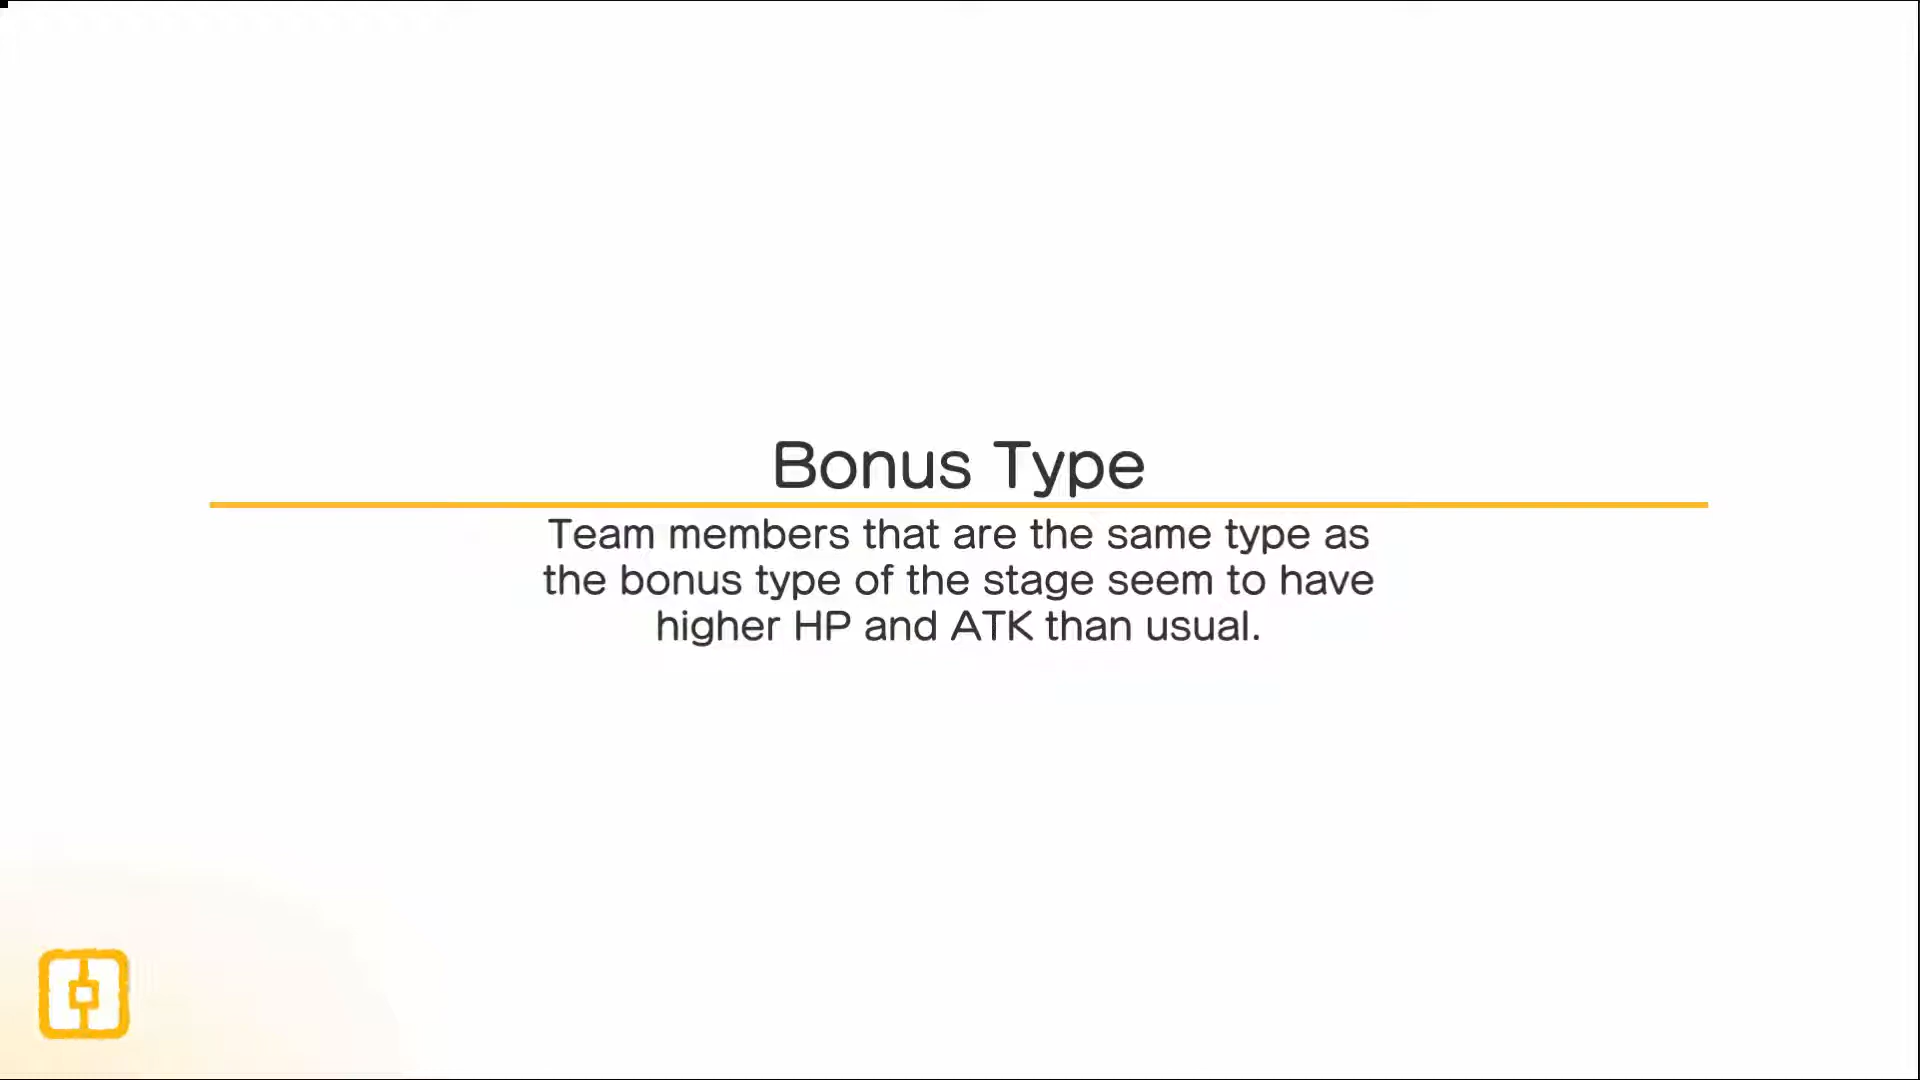 Bonus Type
Team members that are the same type as
the bonus type of the stage seem to have
higher HP and ATK than usual.